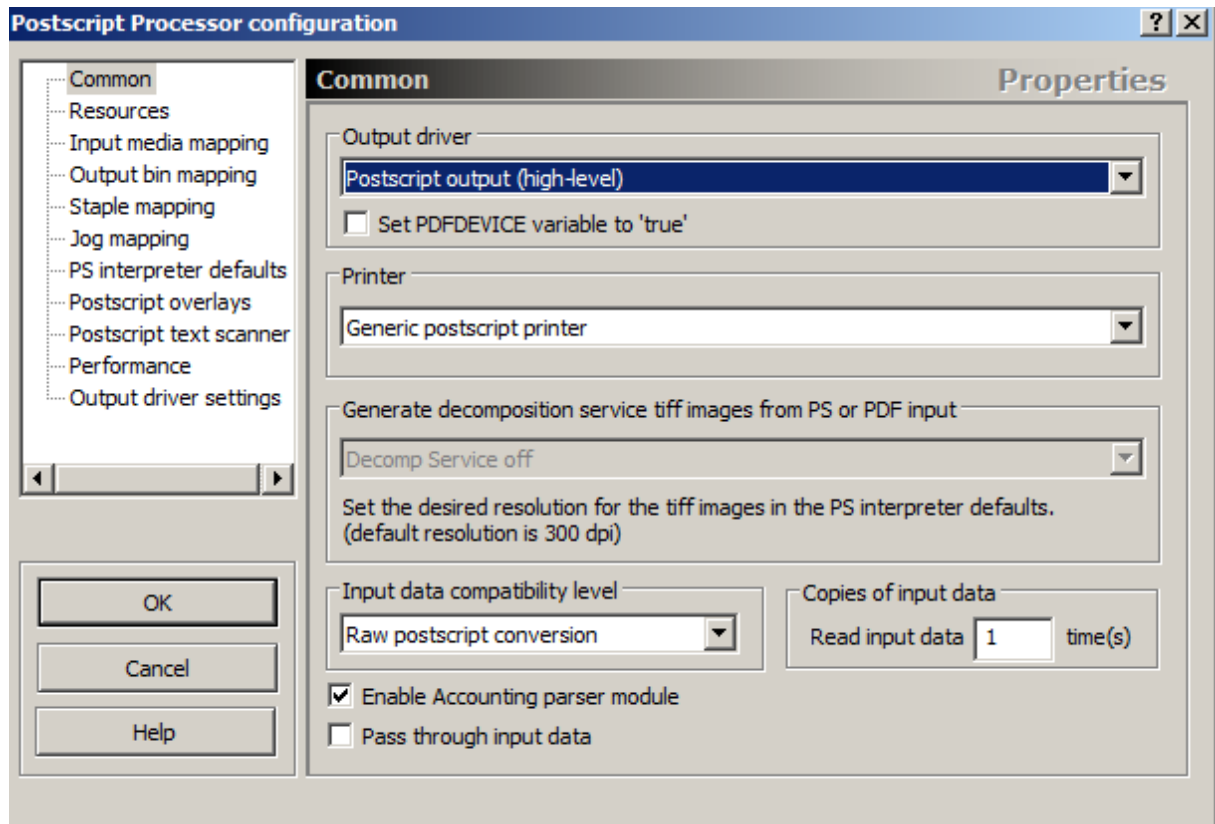 Postscript Processor configuration
Common
Resources
Input media mapping
Output bin mapping
Staple mapping
Jog mapping
PS interpreter defaults
Postscript overlays
Postscript text scanner
Performance
Output driver settings
OK
Cancel
Help
Common Properties
Output driver
Postscript output (high-level)
Set PDFDEVICE variable to 'true'
Printer
Generic postscript printer
Generate decomposition service tiff images from PS or PDF input
Decomp Service off
Set the desired resolution for the tiff images in the PS interpreter defaults.
(default resolution is 300 dpi)
Input data compatibility level
Raw postscript conversion
Copies of input data
Read input data 1 time(s)
Enable Accounting parser module
Pass through input data